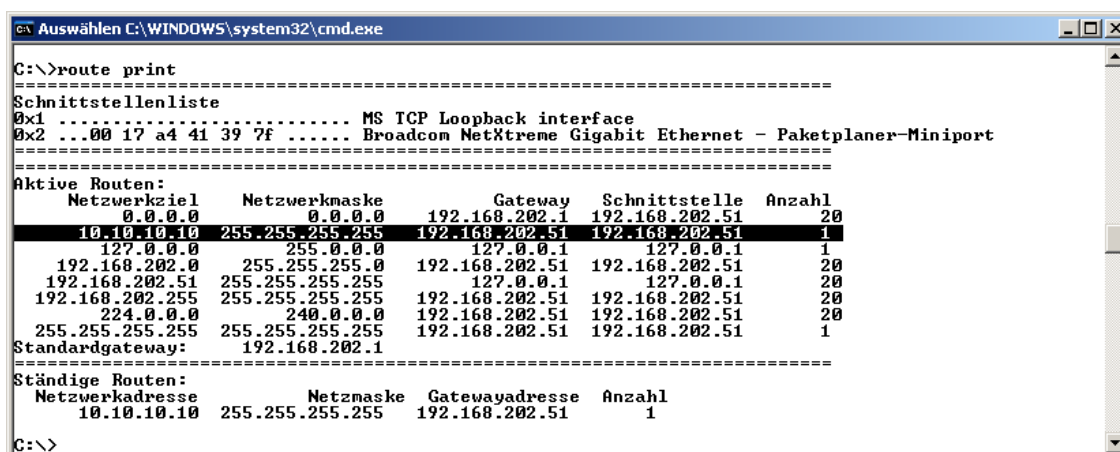 Auswählen C:\WINDOWS\system32\cmd.exe
C:\>route print
===========================================================================
Schnittstellenliste
0x1 ........................... MS TCP Loopback interface
0x2 ...00 17 a4 41 39 7f ...... Broadcom NetXtreme Gigabit Ethernet - Paketplaner-Miniport
===========================================================================
===========================================================================
Aktive Routen:
     Netzwerkziel    Netzwerkmaske          Gateway   Schnittstelle  Anzahl
          0.0.0.0          0.0.0.0    192.168.202.1  192.168.202.51      20
      10.10.10.10  255.255.255.255   192.168.202.51  192.168.202.51      1
        127.0.0.0        255.0.0.0        127.0.0.1       127.0.0.1      1
    192.168.202.0    255.255.255.0   192.168.202.51  192.168.202.51      20
   192.168.202.51  255.255.255.255        127.0.0.1       127.0.0.1      20
  192.168.202.255  255.255.255.255   192.168.202.51  192.168.202.51      20
        224.0.0.0        240.0.0.0   192.168.202.51  192.168.202.51      20
  255.255.255.255  255.255.255.255   192.168.202.51  192.168.202.51      1
Standardgateway:     192.168.202.1
===========================================================================
Ständige Routen:
  Netzwerkadresse          Netzmaske  Gatewayadresse  Anzahl
      10.10.10.10  255.255.255.255   192.168.202.51      1
C:\>